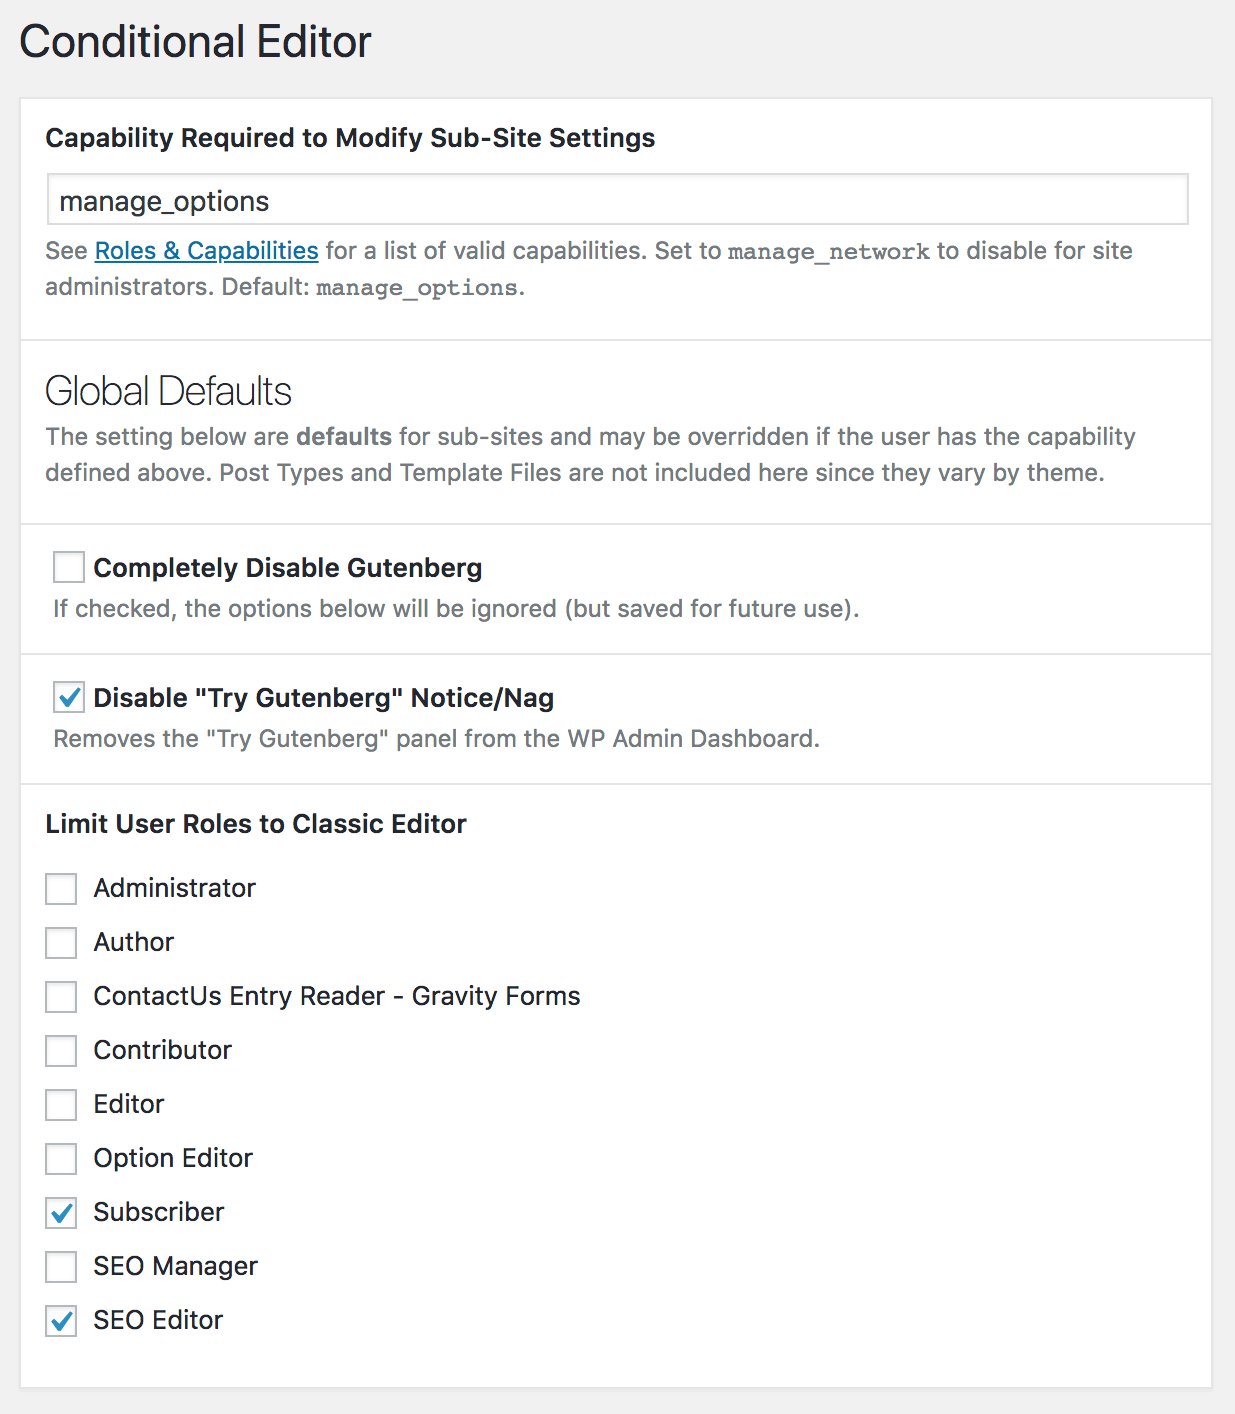 Conditional Editor
Capability Required to Modify Sub-Site Settings
manage_options
See Roles & Capabilities for a list of valid capabilities. Set to manage_network to disable for site
administrators. Default: manage_options.
Global Defaults
The setting below are defaults for sub-sites and may be overridden if the user has the capability
defined above. Post Types and Template Files are not included here since they vary by theme.
Completely Disable Gutenberg
If checked, the options below will be ignored (but saved for future use).
Disable "Try Gutenberg" Notice/Nag
Removes the "Try Gutenberg" panel from the WP Admin Dashboard.
Limit User Roles to Classic Editor
Administrator
Author
ContactUs Entry Reader - Gravity Forms
Contributor
Editor
Option Editor
Subscriber
SEO Manager
SEO Editor